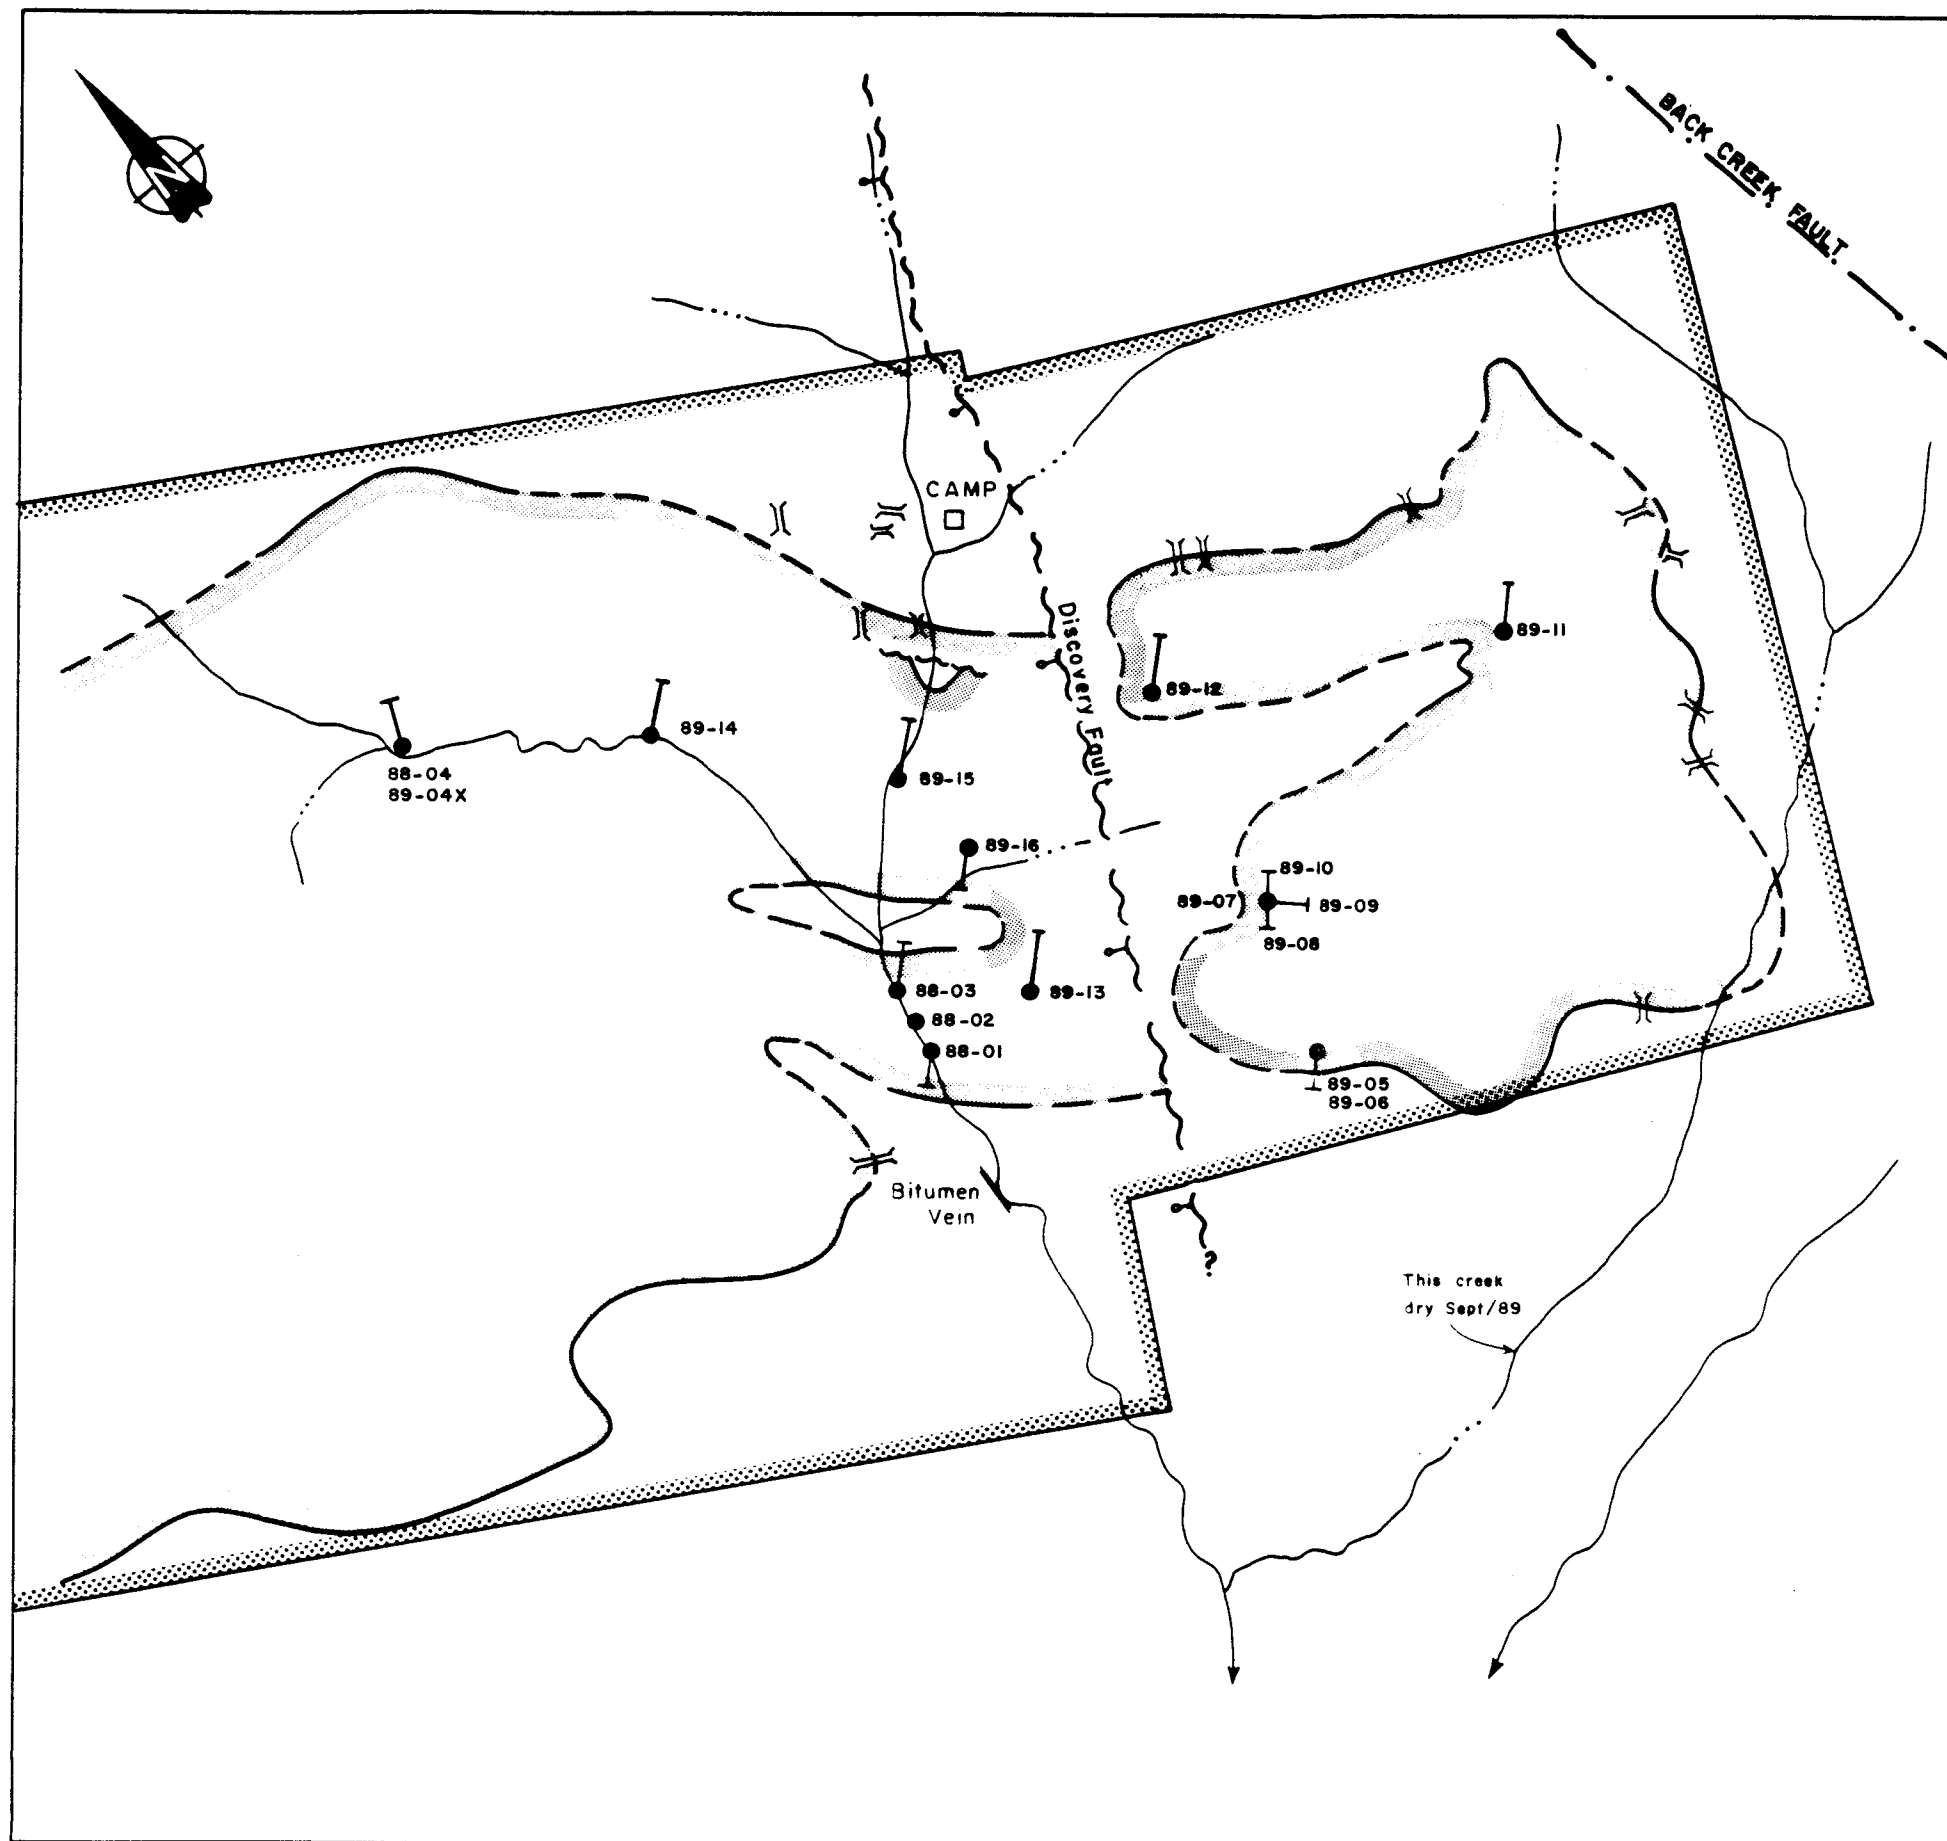 BACK CREEK FAULT
N
CAMP
Discovery Fault
89-11
89-12
89-14
88-04
89-04X
89-15
89-16
89-10
89-07
89-09
89-08
88-03
89-13
88-02
88-01
89-05
89-06
Bitumen
Vein
?
This creek
dry Sept/89